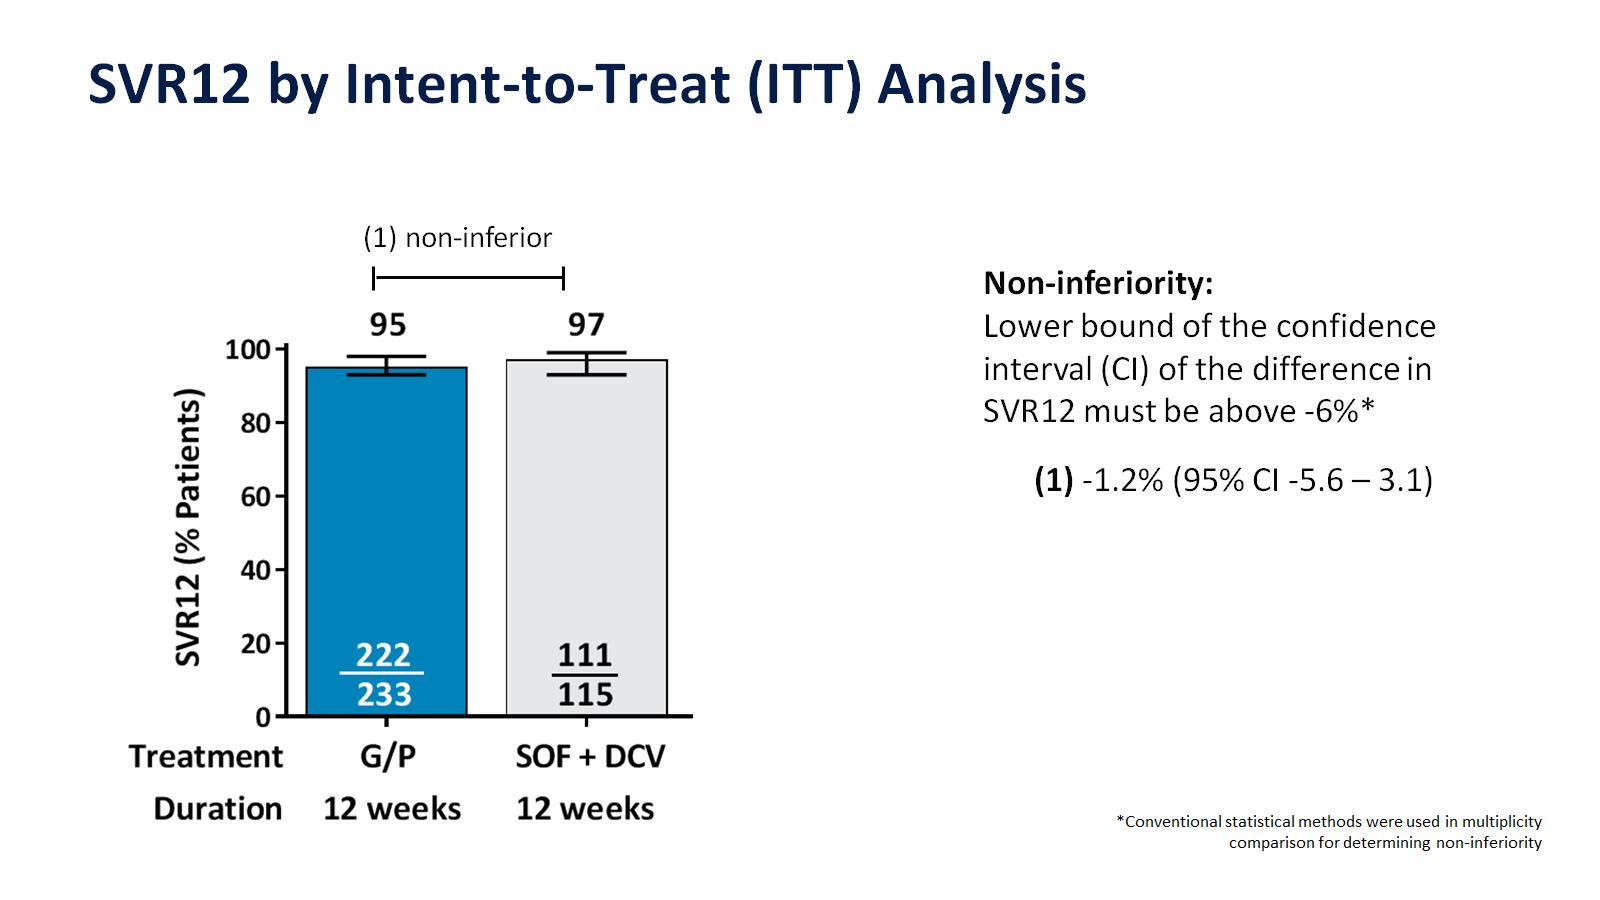 SVR12 by Intent-to-Treat (ITT) Analysis
(1) non-inferior
95 97
SVR12 (% Patients)
100
80
60
40
20
0
222
233
111
115
Treatment G/P SOF + DCV
Duration 12 weeks 12 weeks
Non-inferiority:
Lower bound of the confidence
interval (CI) of the difference in
SVR12 must be above -6%*
(1) -1.2% (95% CI -5.6 – 3.1)
*Conventional statistical methods were used in multiplicity
comparison for determining non-inferiority